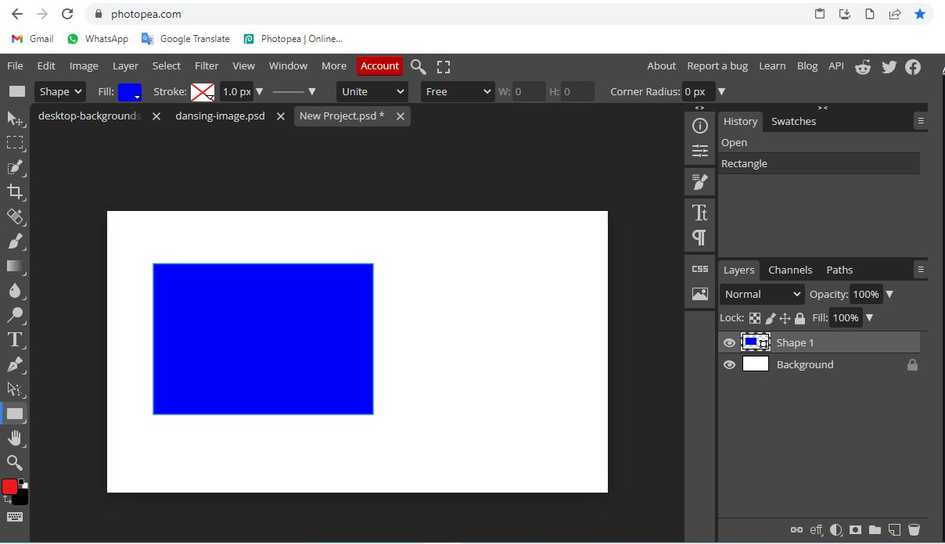 photopea.com
Gmail WhatsApp Google Translate Photopea | Online...
File Edit Image Layer Select Filter View Window More Account About Report a bug Learn Blog API
Shape Fill: Stroke: 1.0 px Unite Free W: 0 H: 0 Corner Radius: 0 px
desktop-backgrounds dansing-image.psd New Project.psd *
History Swatches
Open
Rectangle
Layers Channels Paths
Normal Opacity: 100%
Lock: Fill: 100%
Shape 1
Background
CSS
eff